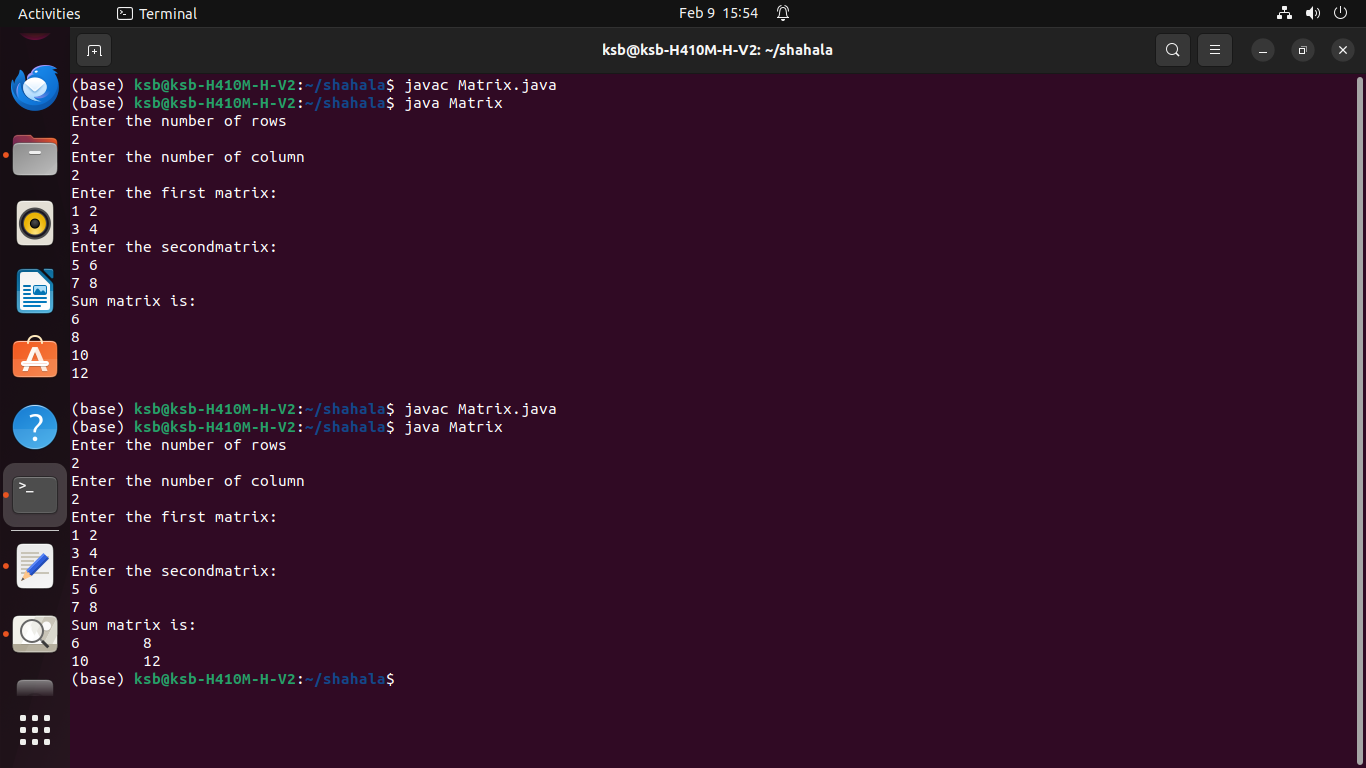 Activities
Terminal
Feb 9 15:54
ksb@ksb-H410M-H-V2: ~/shahala
(base) ksb@ksb-H410M-H-V2:~/shahala$ javac Matrix.java
(base) ksb@ksb-H410M-H-V2:~/shahala$ java Matrix
Enter the number of rows
2
Enter the number of column
2
Enter the first matrix:
1 2
3 4
Enter the secondmatrix:
5 6
7 8
Sum matrix is:
6
8
10
12
(base) ksb@ksb-H410M-H-V2:~/shahala$ javac Matrix.java
(base) ksb@ksb-H410M-H-V2:~/shahala$ java Matrix
Enter the number of rows
2
Enter the number of column
2
Enter the first matrix:
1 2
3 4
Enter the secondmatrix:
5 6
7 8
Sum matrix is:
6 8
10 12
(base) ksb@ksb-H410M-H-V2:~/shahala$